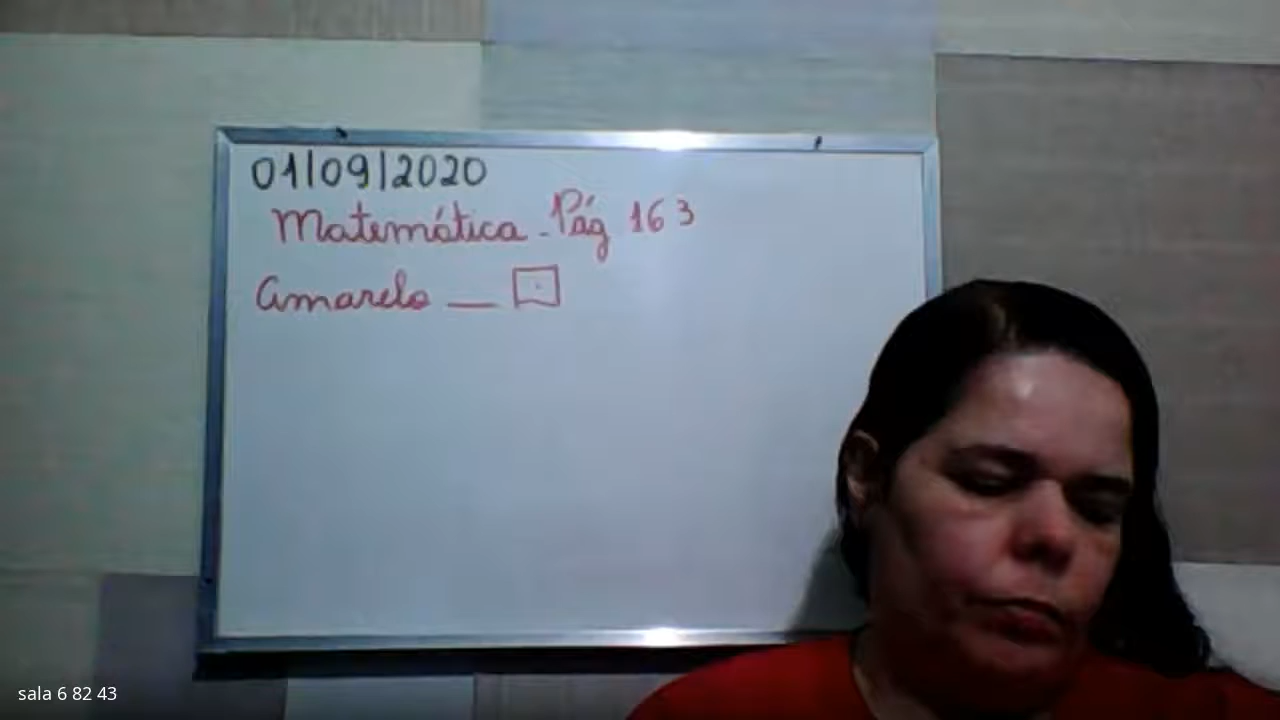 01/09/2020
Matemática - Pág 163
Amarelo —
sala 6 82 43